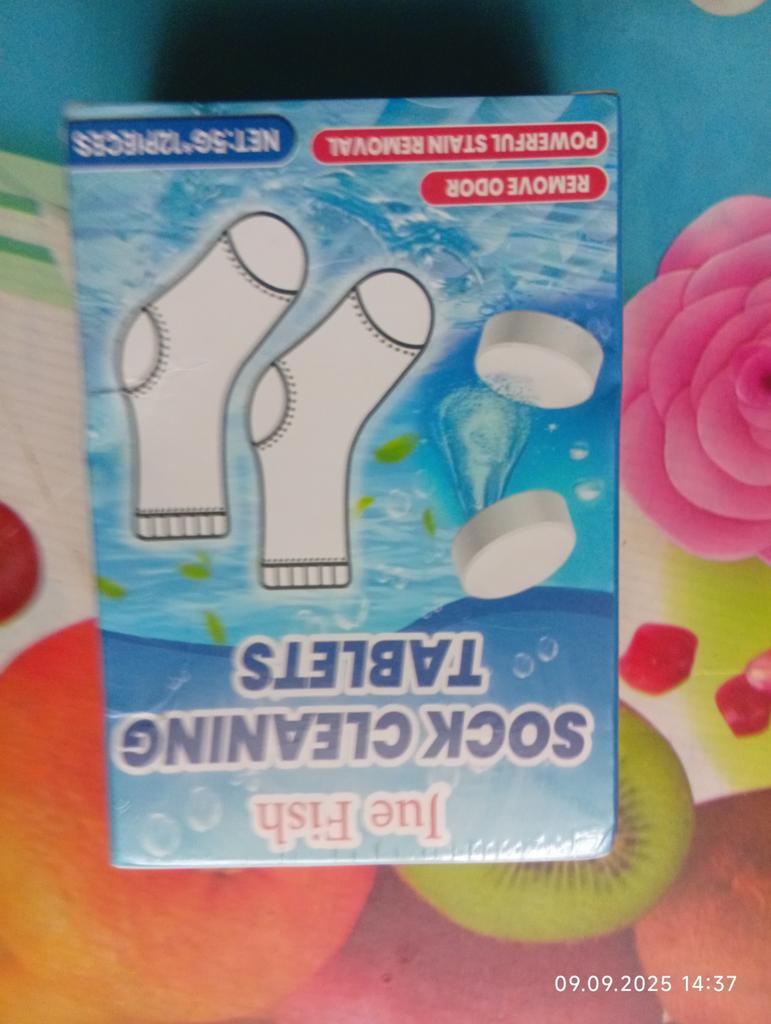 Jue Fish
SOCK CLEANING
TABLETS
REMOVE ODOR
POWERFUL STAIN REMOVAL
NET:5G*12PIECES
09.09.2025 14:37